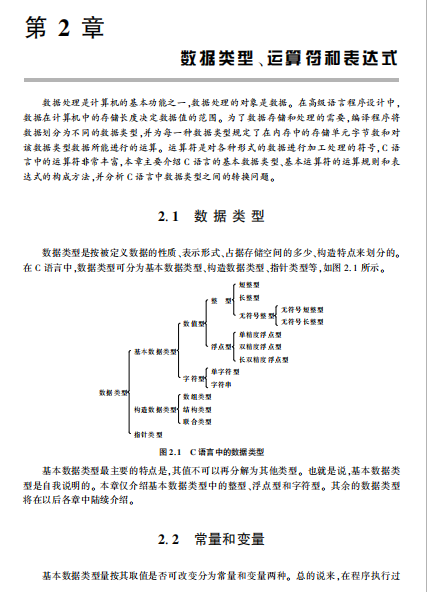 第 2 章
数据类型、运算符和表达式
数据处理是计算机的基本功能之一,数据处理的对象是数据。在高级语言程序设计中,
数据在计算机中的存储长度决定数据值的范围。为了数据存储和处理的需要,编译程序将
数据划分为不同的数据类型,并为每一种数据类型规定了在内存中的存储单元字节数和对
该数据类型数据所能进行的运算。运算符是对各种形式的数据进行加工处理的符号,C 语
言中的运算符非常丰富,本章主要介绍 C 语言的基本数据类型、基本运算符的运算规则和表
达式的构成方法,并分析 C 语言中数据类型之间的转换问题。
2.1 数 据 类 型
数据类型是按被定义数据的性质、表示形式、占据存储空间的多少、构造特点来划分的。
在 C 语言中,数据类型可分为基本数据类型、构造数据类型、指针类型等,如图 2.1 所示。
短整型
整 型
长整型
无符号整型
无符号短整型
无符号长整型
数值型
单精度浮点型
浮点型
双精度浮点型
长双精度浮点型
基本数据类型
字符型
单字符型
字符串
数据类型
数组类型
构造数据类型
结构类型
联合类型
指针类型
图 2.1 C 语言中的数据类型
基本数据类型最主要的特点是,其值不可以再分解为其他类型。也就是说,基本数据类
型是自我说明的。本章仅介绍基本数据类型中的整型、浮点型和字符型。其余的数据类型
将在以后各章中陆续介绍。
2.2 常量和变量
基本数据类型量按其取值是否可改变分为常量和变量两种。总的说来,在程序执行过